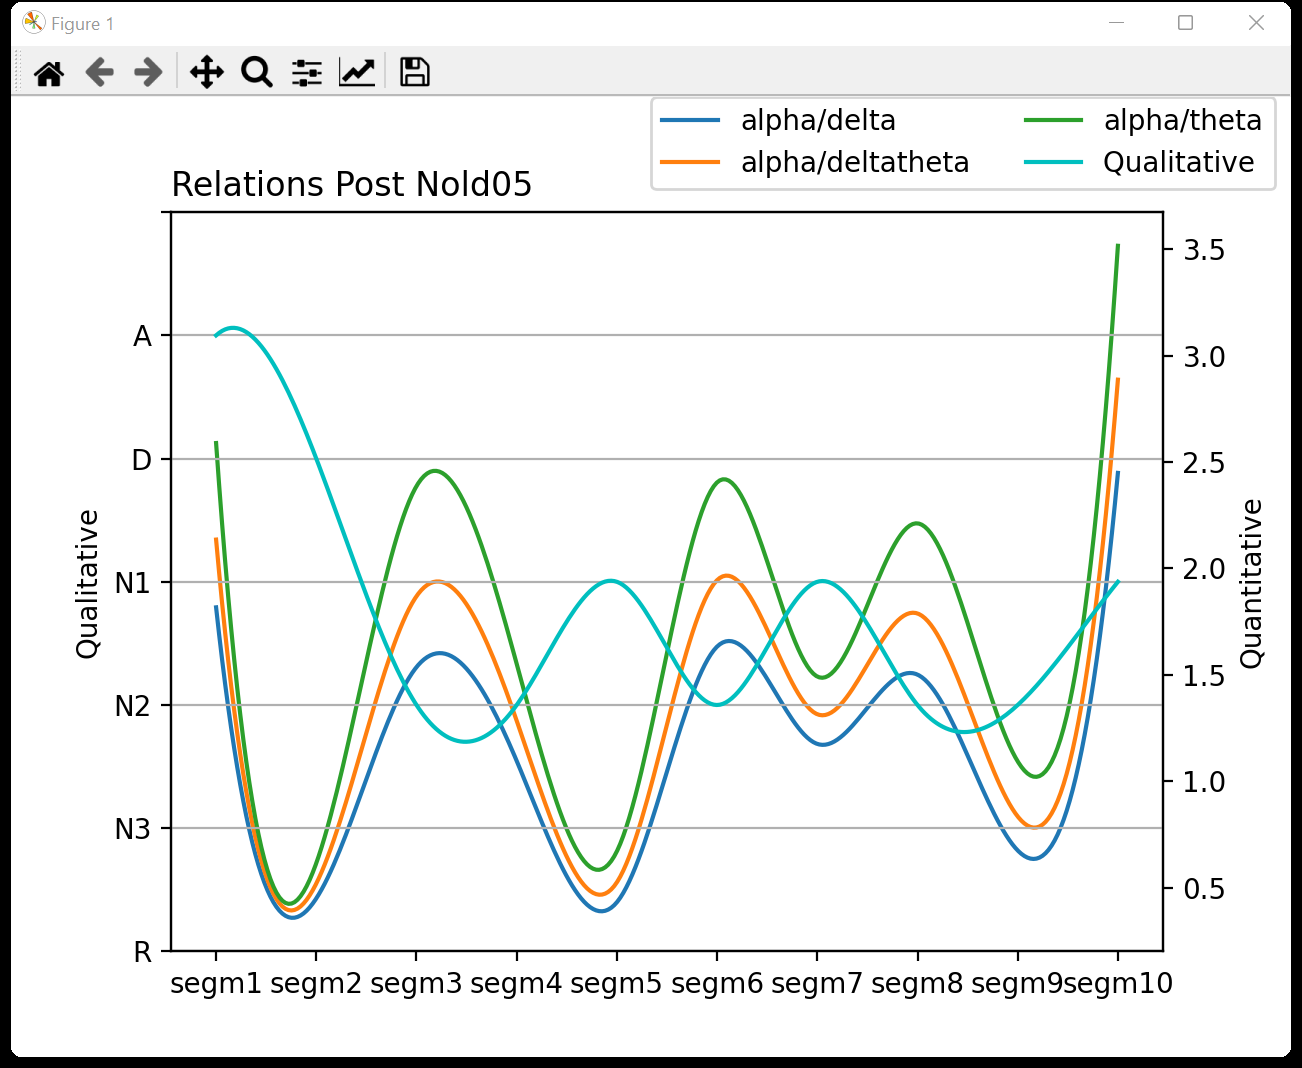 Figure 1
alpha/delta
alpha/deltatheta
alpha/theta
Qualitative
Relations Post Nold05
A
D
N1
N2
N3
R
Qualitative
3.5
3.0
2.5
2.0
1.5
1.0
0.5
Quantitative
segm1 segm2 segm3 segm4 segm5 segm6 segm7 segm8 segm9 segm10